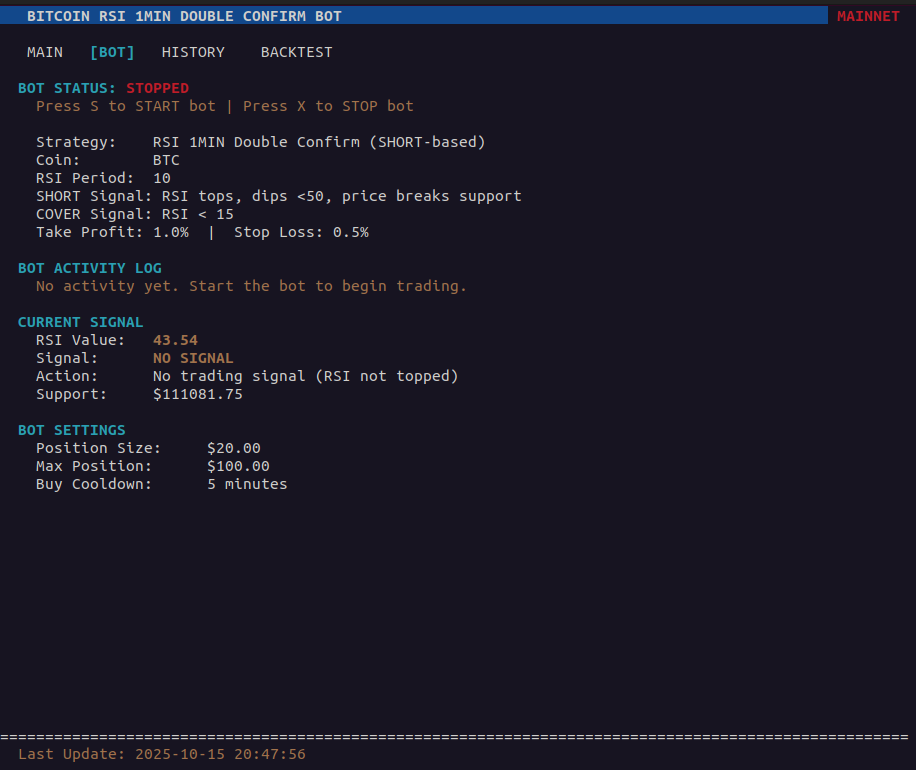 BITCOIN RSI 1MIN DOUBLE CONFIRM BOT MAINNET
MAIN [BOT] HISTORY BACKTEST
BOT STATUS: STOPPED
Press S to START bot | Press X to STOP bot
Strategy: RSI 1MIN Double Confirm (SHORT-based)
Coin: BTC
RSI Period: 10
SHORT Signal: RSI tops, dips <50, price breaks support
COVER Signal: RSI < 15
Take Profit: 1.0% | Stop Loss: 0.5%
BOT ACTIVITY LOG
No activity yet. Start the bot to begin trading.
CURRENT SIGNAL
RSI Value: 43.54
Signal: NO SIGNAL
Action: No trading signal (RSI not topped)
Support: $111081.75
BOT SETTINGS
Position Size: $20.00
Max Position: $100.00
Buy Cooldown: 5 minutes
=====================================================================================================
Last Update: 2025-10-15 20:47:56